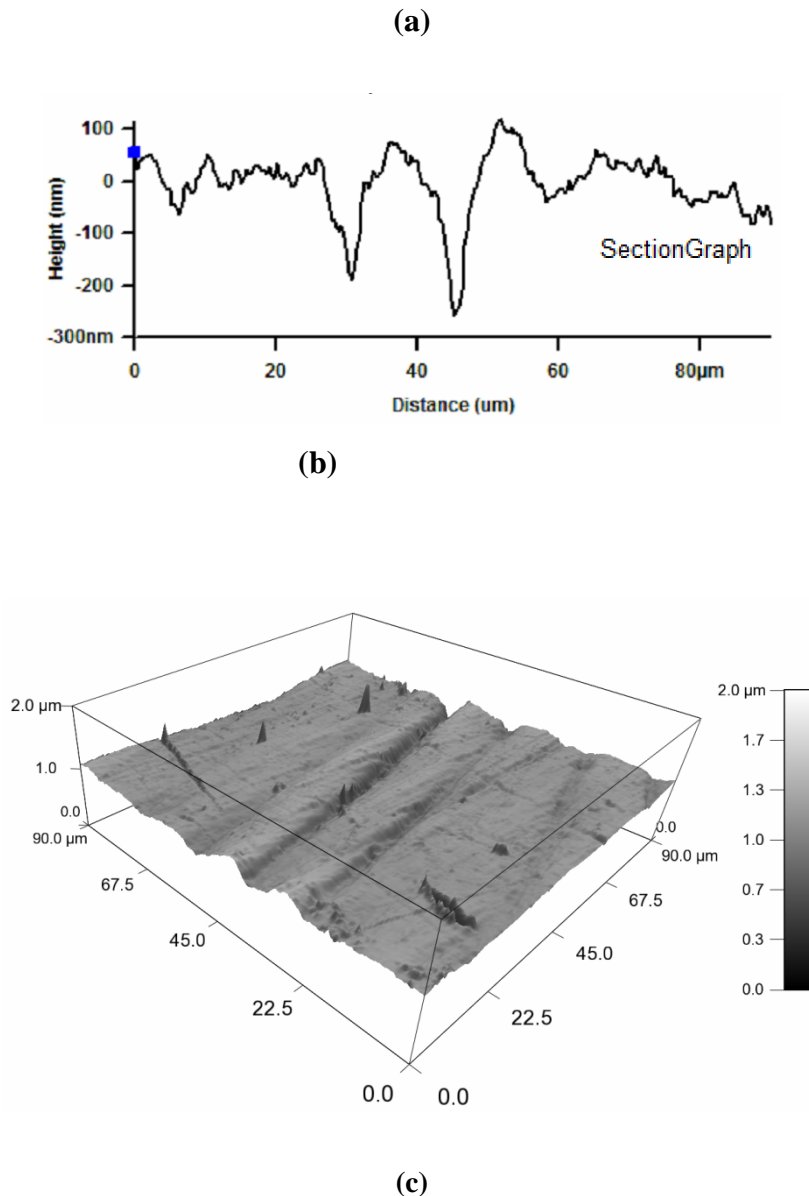 (a)
100
0
-100
-200
-300nm
Height (nm)
SectionGraph
0
20
40
60
80µm
Distance (um)
(b)
2.0 µm
1.0
0.0
90.0 µm
67.5
45.0
22.5
0.0
0.0
22.5
45.0
67.5
90.0 µm
0.0
2.0 µm
1.7
1.3
1.0
0.7
0.3
0.0
(c)